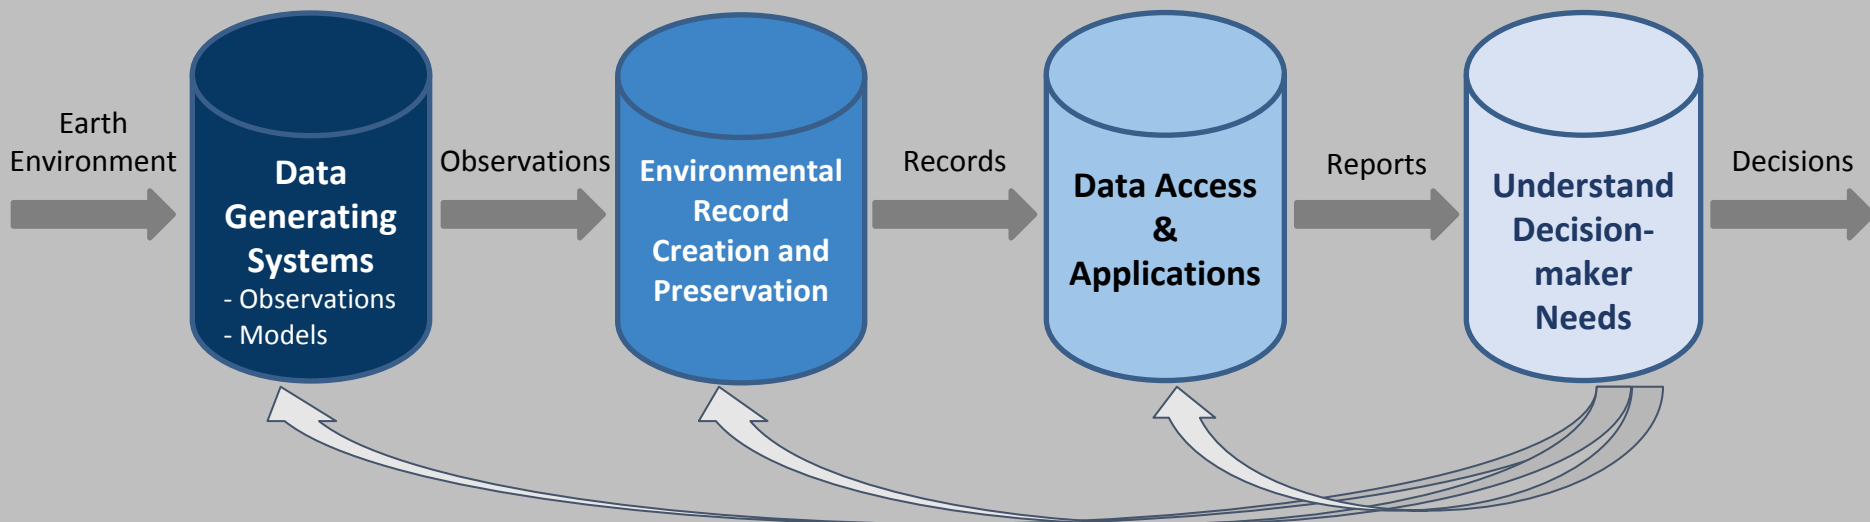 Earth
Environment
Data
Generating
Systems
- Observations
- Models
Observations
Environmental
Record
Creation and
Preservation
Records
Data Access
&
Applications
Reports
Understand
Decision-
maker
Needs
Decisions